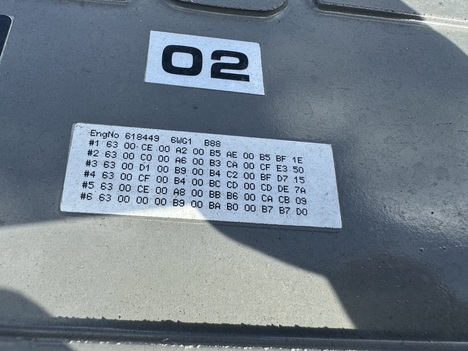 02
EngNo 618449 6WG1 B88
#1 63 00 CE 00 A2 00 B5 AE 00 B5 BF 1E
#2 63 00 C0 00 A6 00 B3 CA 00 CF E3 50
#3 63 00 D1 00 B9 00 B4 C2 00 BF D7 15
#4 63 00 CF 00 B4 00 BC CD 00 CD DE 7A
#5 63 00 CE 00 A8 00 BB B6 00 CA CB 09
#6 63 00 00 00 B9 00 BA B0 00 B7 B7 D0